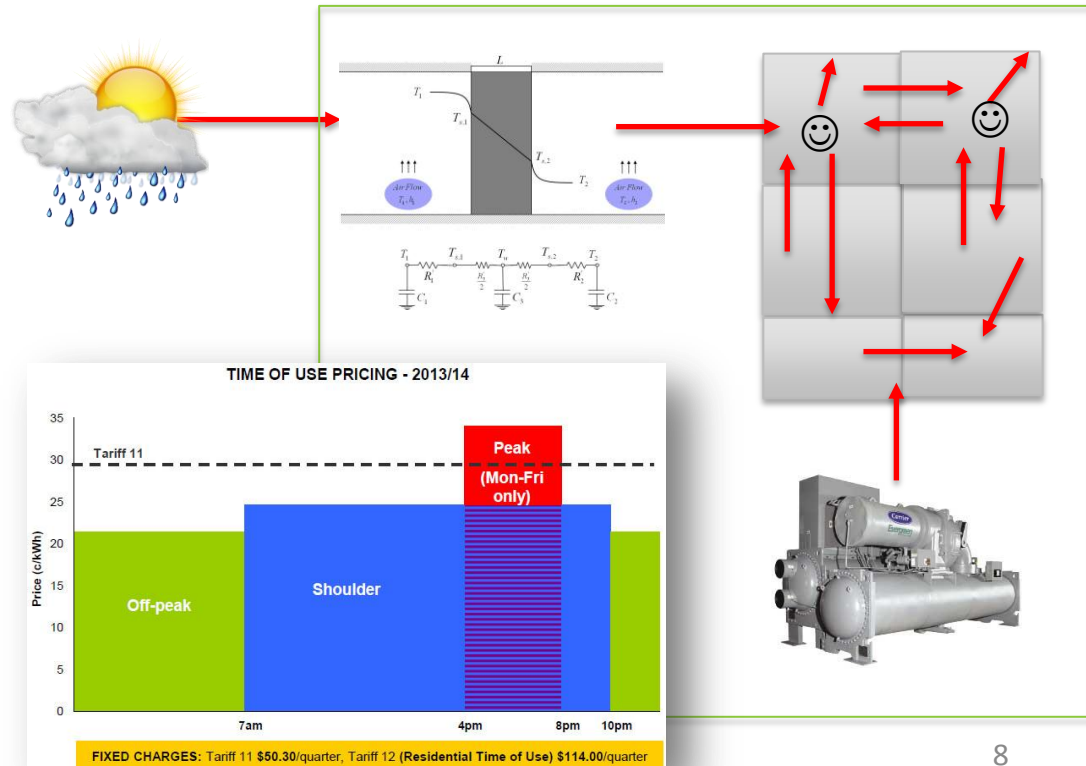 L
T₁
Tₛ,₁
Tₛ,₂
T₂
Air Flow
T₁, h₁
Air Flow
T₂, h₂
T₁ Tₛ,₁ Tₛ,₂ T₂
R₁ R₂
C₁ C₃ C₂
Carrier
Evergreen
TIME OF USE PRICING - 2013/14
35
30
25
20
15
10
5
0
Price (c/kWh)
Tariff 11
Peak
(Mon-Fri
only)
Off-peak
Shoulder
7am 4pm 8pm 10pm
FIXED CHARGES: Tariff 11 $50.30/quarter, Tariff 12 (Residential Time of Use) $114.00/quarter
8